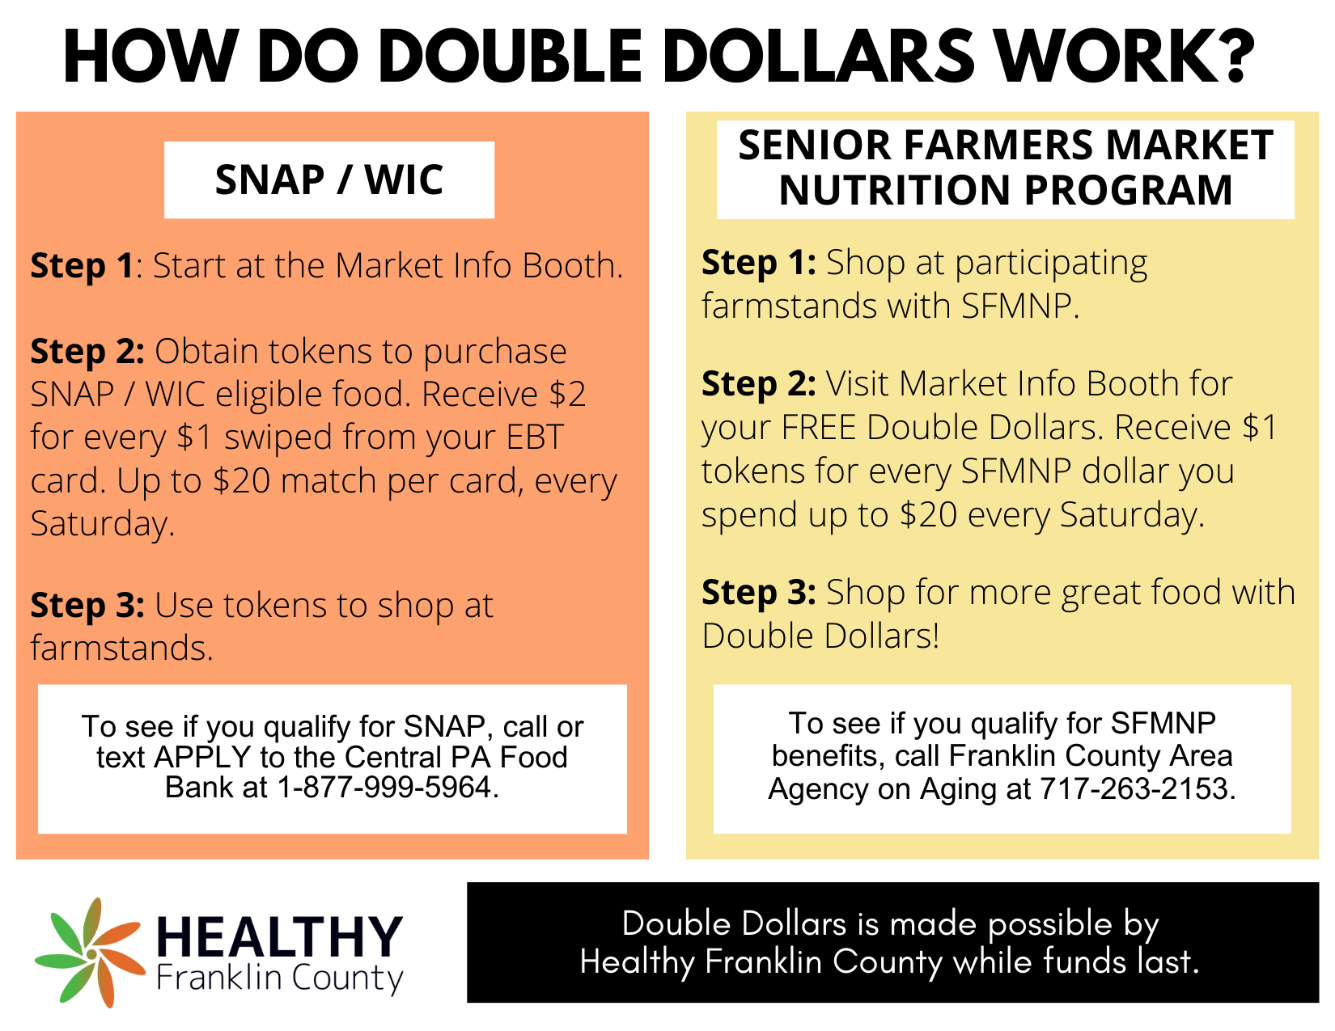 HOW DO DOUBLE DOLLARS WORK?
SNAP / WIC
Step 1: Start at the Market Info Booth.
Step 2: Obtain tokens to purchase
SNAP / WIC eligible food. Receive $2
for every $1 swiped from your EBT
card. Up to $20 match per card, every
Saturday.
Step 3: Use tokens to shop at
farmstands.
To see if you qualify for SNAP, call or
text APPLY to the Central PA Food
Bank at 1-877-999-5964.
SENIOR FARMERS MARKET
NUTRITION PROGRAM
Step 1: Shop at participating
farmstands with SFMNP.
Step 2: Visit Market Info Booth for
your FREE Double Dollars. Receive $1
tokens for every SFMNP dollar you
spend up to $20 every Saturday.
Step 3: Shop for more great food with
Double Dollars!
To see if you qualify for SFMNP
benefits, call Franklin County Area
Agency on Aging at 717-263-2153.
HEALTHY
Franklin County
Double Dollars is made possible by
Healthy Franklin County while funds last.